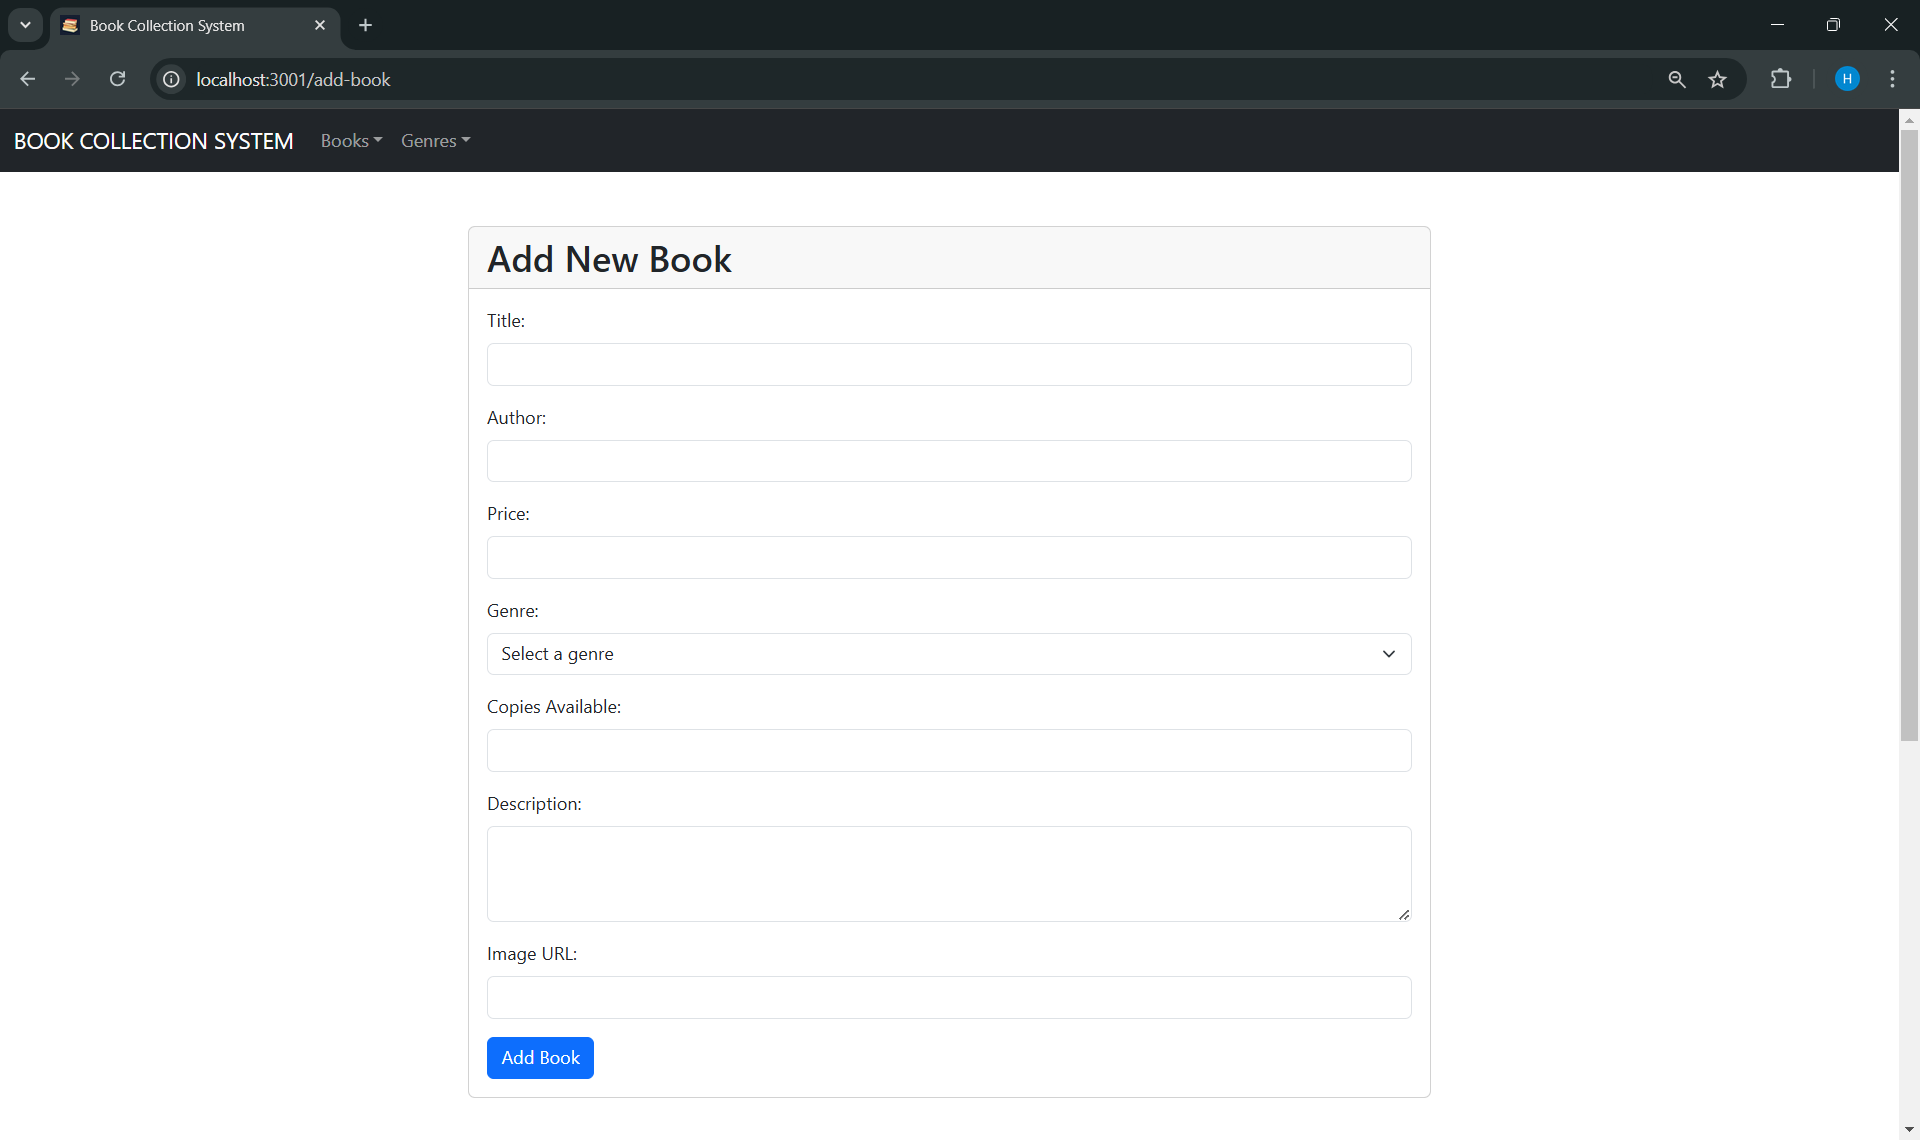 Book Collection System
localhost:3001/add-book
H
BOOK COLLECTION SYSTEM Books Genres
Add New Book
Title:
Author:
Price:
Genre:
Select a genre
Copies Available:
Description:
Image URL:
Add Book